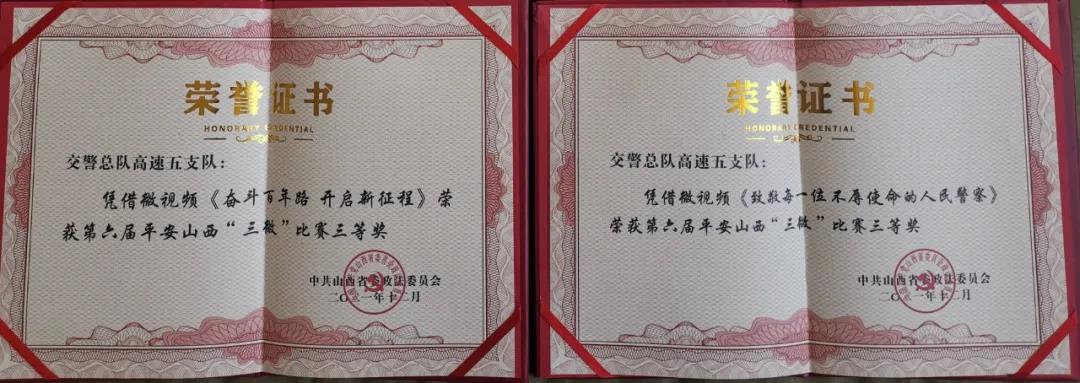 荣誉证书
HONORARY CREDENTIAL
交警总队高速五支队：
凭借微视频《奋斗百年路 开启新征程》荣
获第六届平安山西“三微”比赛三等奖
中共山西省委政法委员会
二〇二一年十二月
荣誉证书
HONORARY CREDENTIAL
交警总队高速五支队：
凭借微视频《致敬每一位不辱使命的人民警察》
荣获第六届平安山西“三微”比赛三等奖
中共山西省委政法委员会
二〇二一年十二月